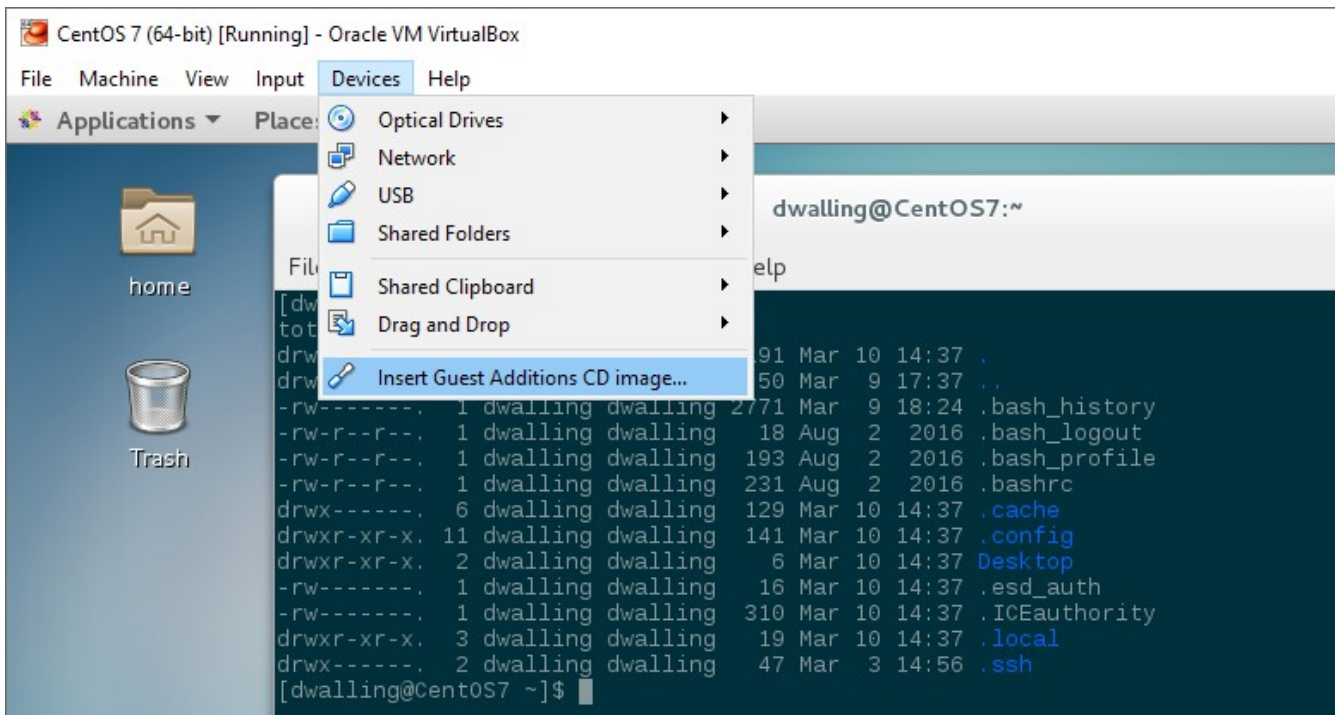 CentOS 7 (64-bit) [Running] - Oracle VM VirtualBox
File Machine View Input Devices Help
Applications
Optical Drives
Network
USB
Shared Folders
Shared Clipboard
Drag and Drop
Insert Guest Additions CD image...
home
Trash
dwalling@CentOS7:~
91 Mar 10 14:37 .
50 Mar 9 17:37 ..
-rw-------. 1 dwalling dwalling 2771 Mar 9 18:24 .bash_history
-rw-r--r--. 1 dwalling dwalling 18 Aug 2 2016 .bash_logout
-rw-r--r--. 1 dwalling dwalling 193 Aug 2 2016 .bash_profile
-rw-r--r--. 1 dwalling dwalling 231 Aug 2 2016 .bashrc
drwx------. 6 dwalling dwalling 129 Mar 10 14:37 .cache
drwxr-xr-x. 11 dwalling dwalling 141 Mar 10 14:37 .config
drwxr-xr-x. 2 dwalling dwalling 6 Mar 10 14:37 Desktop
-rw-------. 1 dwalling dwalling 16 Mar 10 14:37 .esd_auth
-rw-------. 1 dwalling dwalling 310 Mar 10 14:37 .ICEauthority
drwxr-xr-x. 3 dwalling dwalling 19 Mar 10 14:37 .local
drwx------. 2 dwalling dwalling 47 Mar 3 14:56 .ssh
[dwalling@CentOS7 ~]$